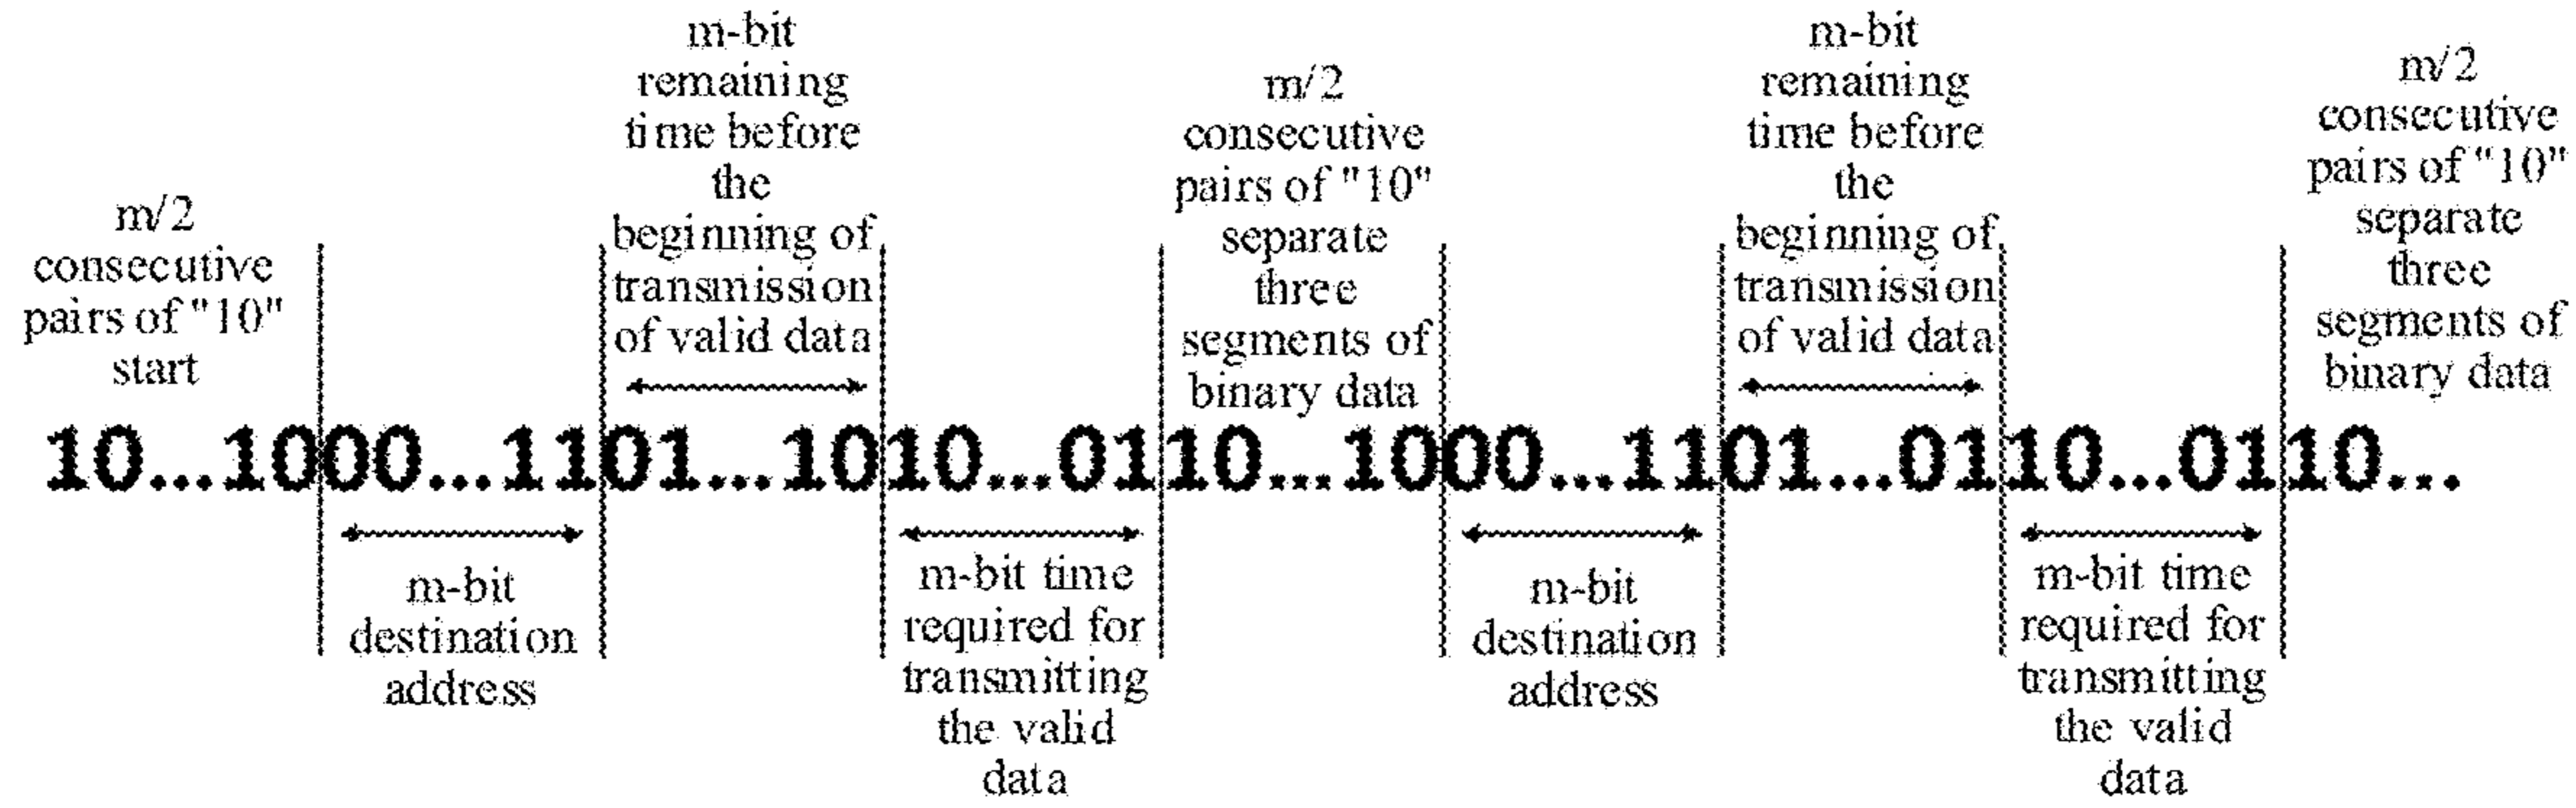 m/2
consecutive
pairs of "10"
start
m-bit
remaining
time before
the
beginning of
transmission
of valid data
m/2
consecutive
pairs of "10"
separate
three
segments of
binary data
m-bit
remaining
time before
the
beginning of
transmission
of valid data
m/2
consecutive
pairs of "10"
separate
three
segments of
binary data
10...1000...1101...1010...0110...1000...1101...0110...0110...
m-bit
destination
address
m-bit time
required for
transmitting
the valid
data
m-bit
destination
address
m-bit time
required for
transmitting
the valid
data